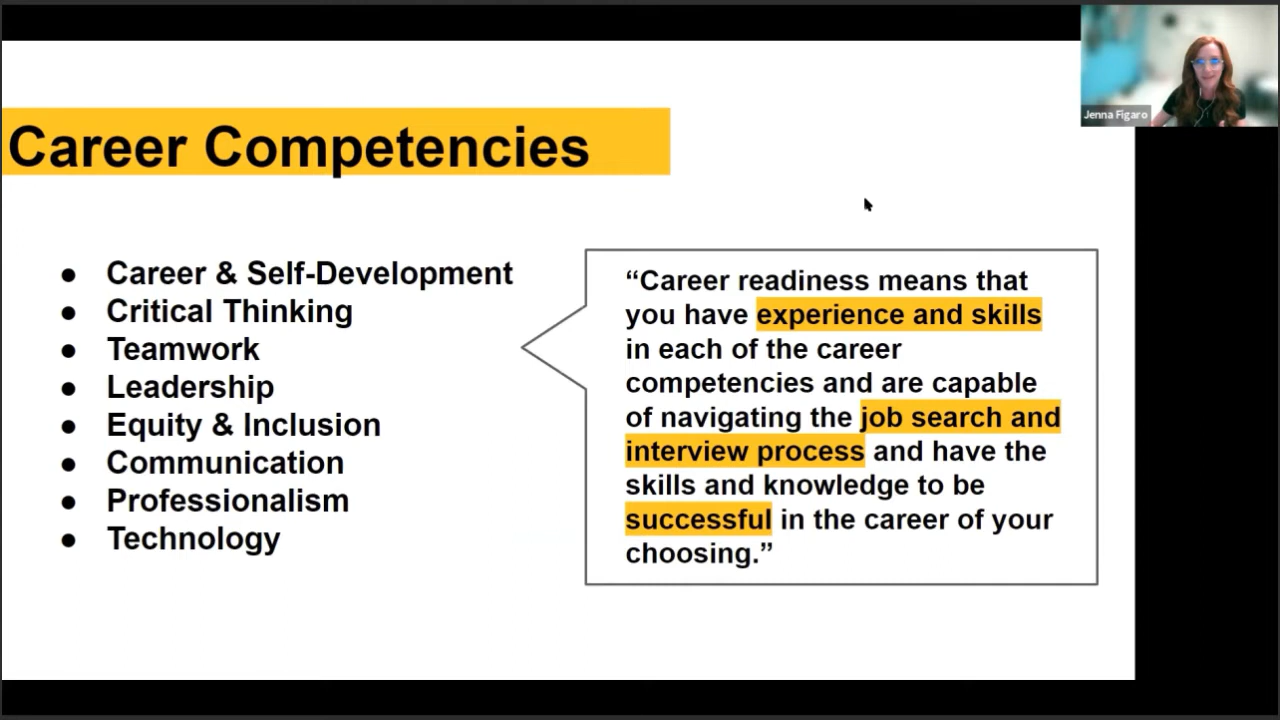 Jenna Figaro
Career Competencies
● Career & Self-Development
● Critical Thinking
● Teamwork
● Leadership
● Equity & Inclusion
● Communication
● Professionalism
● Technology
“Career readiness means that
you have experience and skills
in each of the career
competencies and are capable
of navigating the job search and
interview process and have the
skills and knowledge to be
successful in the career of your
choosing.”